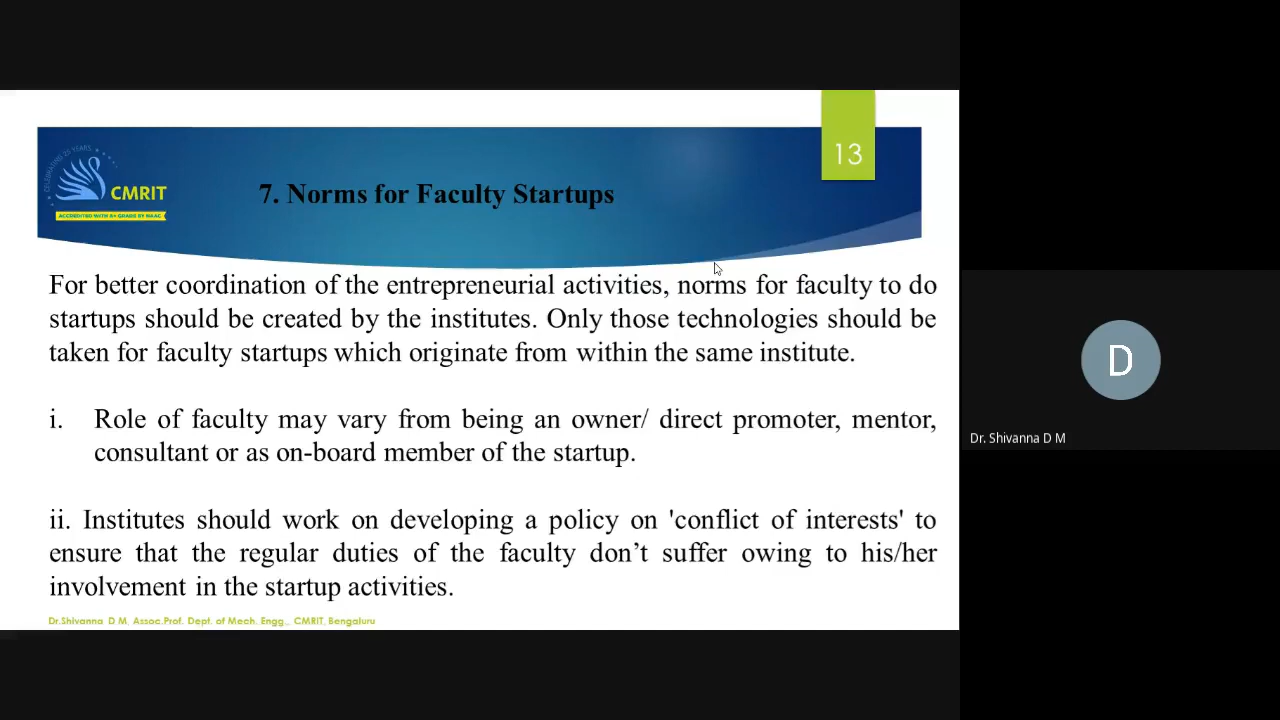 13
CELEBRATING 25 YEARS
CMRIT
ACCREDITED WITH A+ GRADE BY NAAC
7. Norms for Faculty Startups
For better coordination of the entrepreneurial activities, norms for faculty to do
startups should be created by the institutes. Only those technologies should be
taken for faculty startups which originate from within the same institute.
i. Role of faculty may vary from being an owner/ direct promoter, mentor,
consultant or as on-board member of the startup.
ii. Institutes should work on developing a policy on 'conflict of interests' to
ensure that the regular duties of the faculty don’t suffer owing to his/her
involvement in the startup activities.
Dr.Shivanna D M, Assoc.Prof. Dept. of Mech. Engg., CMRIT, Bengaluru
D
Dr. Shivanna D M